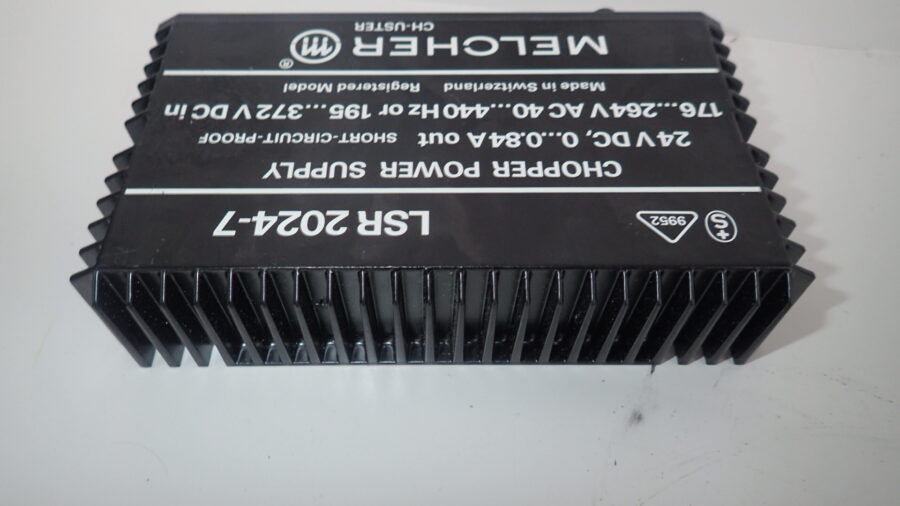 MELCHER
CH-USTER
®
Made in Switzerland Registered Model
176...264 V AC 40...440 Hz or 195...372 V DC in
24 V DC, 0...0.84 A out SHORT-CIRCUIT-PROOF
CHOPPER POWER SUPPLY
LSR 2024-7
9952
+S